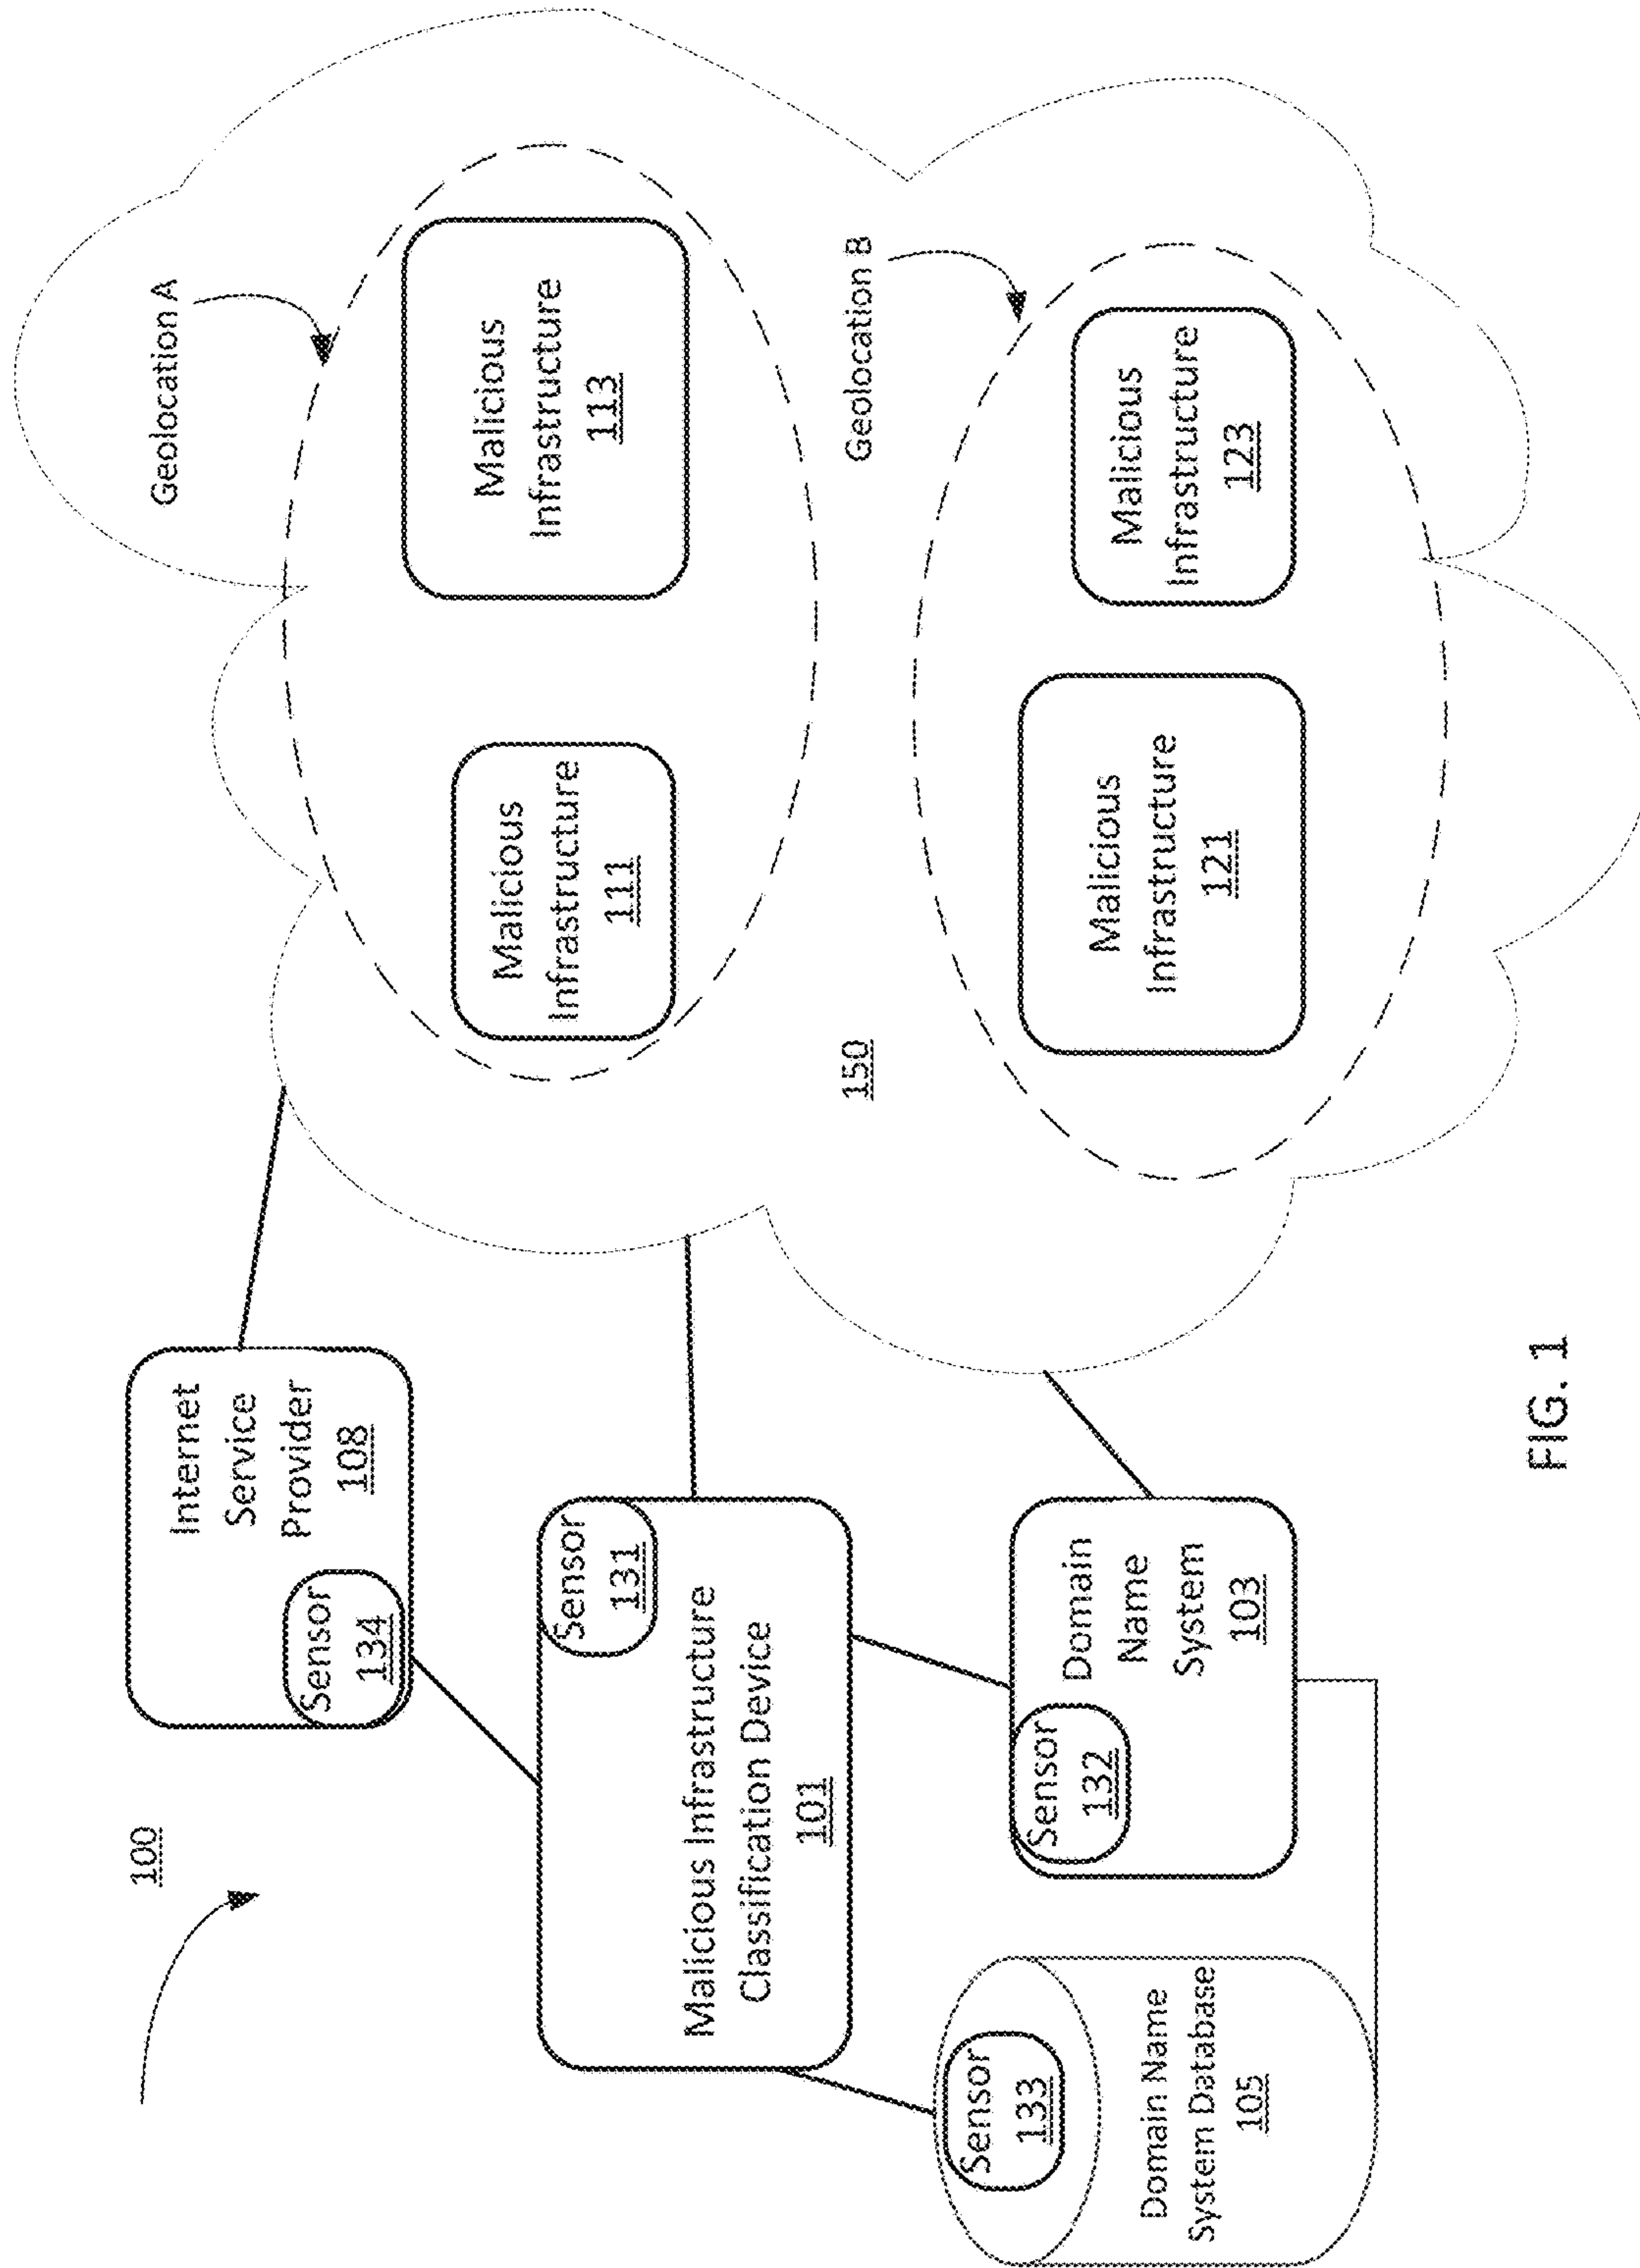 100
Internet
Service
Provider
108
Sensor
134
Geolocation A
Malicious
Infrastructure
111
Malicious
Infrastructure
113
Sensor
131
Malicious Infrastructure
Classification Device
101
150
Geolocation B
Malicious
Infrastructure
121
Malicious
Infrastructure
123
Sensor
133
Domain Name
System Database
105
Sensor
132
Domain
Name
System
103
FIG. 1